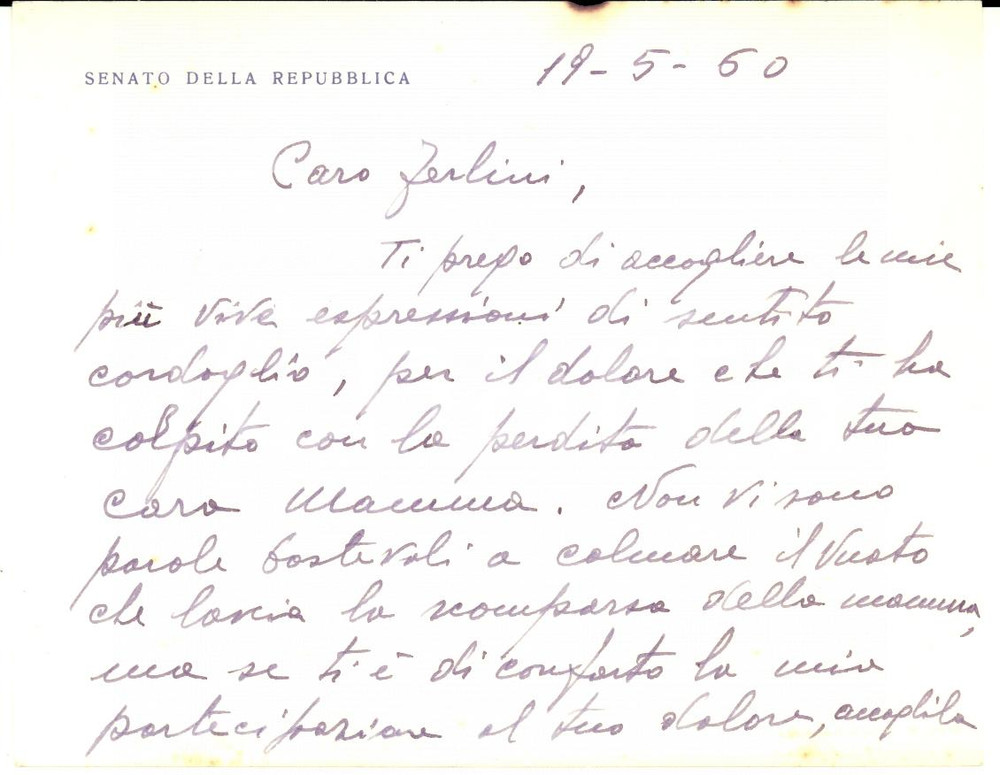 SENATO DELLA REPUBBLICA
19-5-60
Caro Zerlini,
Ti prego di accogliere le mie
più vive espressioni di sentito
cordoglio, per il dolore che ti ha
colpito con la perdita della tua
cara Mamma. Non vi sono
parole bastevoli a colmare il vuoto
che lascia la scomparsa della mamma,
ma se ti è di conforto la mia
partecipazione al tuo dolore, accoglila